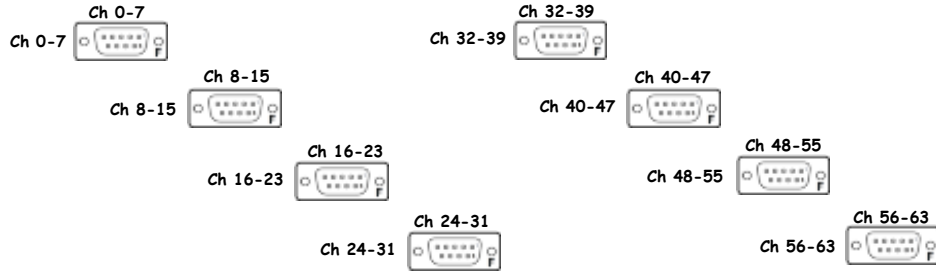 Ch 0-7
Ch 0-7
F
Ch 8-15
Ch 8-15
F
Ch 16-23
Ch 16-23
F
Ch 24-31
Ch 24-31
F
Ch 32-39
Ch 32-39
F
Ch 40-47
Ch 40-47
F
Ch 48-55
Ch 48-55
F
Ch 56-63
Ch 56-63
F